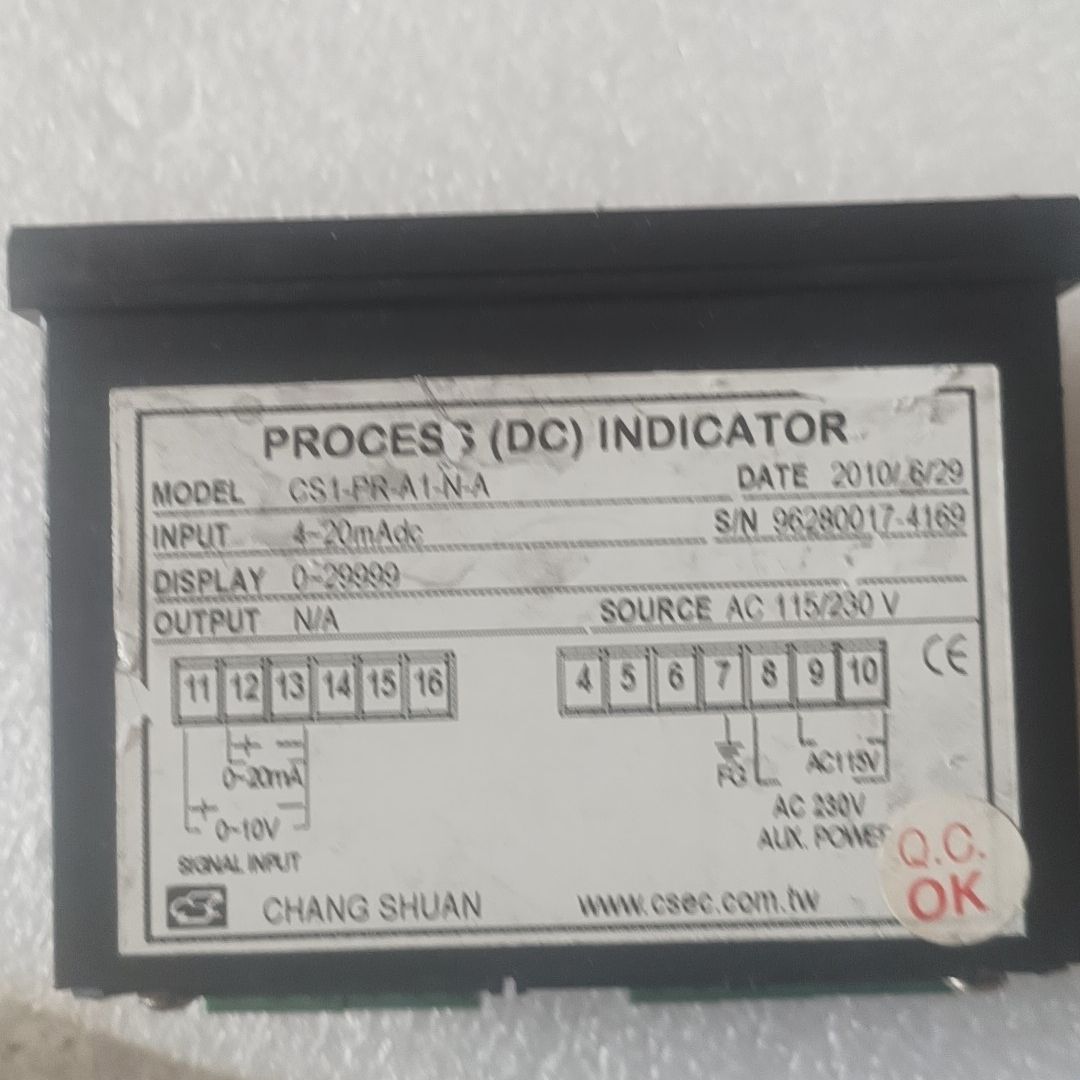 PROCESS (DC) INDICATOR
MODEL CS1-PR-A1-N-A DATE 2010/6/29
INPUT 4~20mAdc S/N 96280017-4169
DISPLAY 0~29999
OUTPUT N/A SOURCE AC 115/230 V
11 12 13 14 15 16 4 5 6 7 8 9 10 CE
+ - FG AC115V
0~20mA
+ - AC 230V
0~10V AUX. POWER
SIGNAL INPUT
CHANG SHUAN www.csec.com.tw
Q.C.
OK